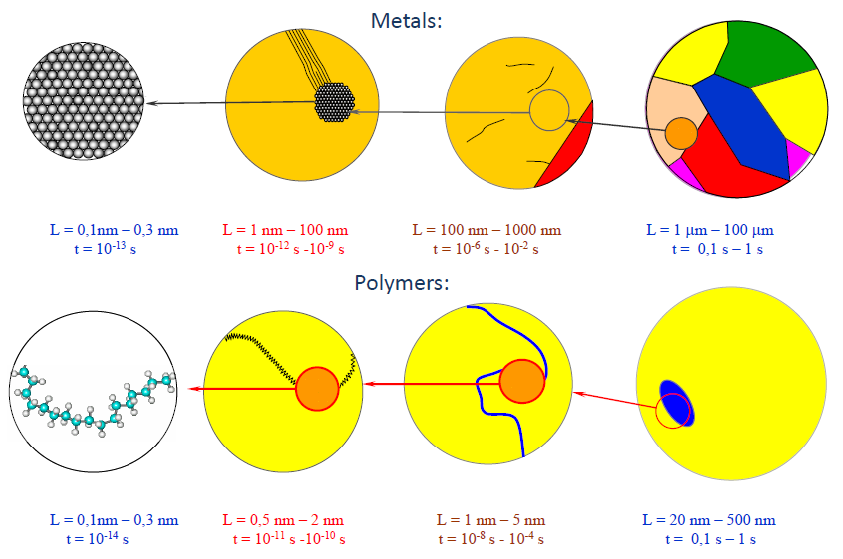 Metals:
L = 0,1nm – 0,3 nm
t = 10⁻¹³ s
L = 1 nm – 100 nm
t = 10⁻¹² s -10⁻⁹ s
L = 100 nm – 1000 nm
t = 10⁻⁶ s - 10⁻² s
L = 1 μm – 100 μm
t = 0,1 s – 1 s
Polymers:
L = 0,1nm – 0,3 nm
t = 10⁻¹⁴ s
L = 0,5 nm – 2 nm
t = 10⁻¹¹ s -10⁻¹⁰ s
L = 1 nm – 5 nm
t = 10⁻⁸ s - 10⁻⁴ s
L = 20 nm – 500 nm
t = 0,1 s – 1 s